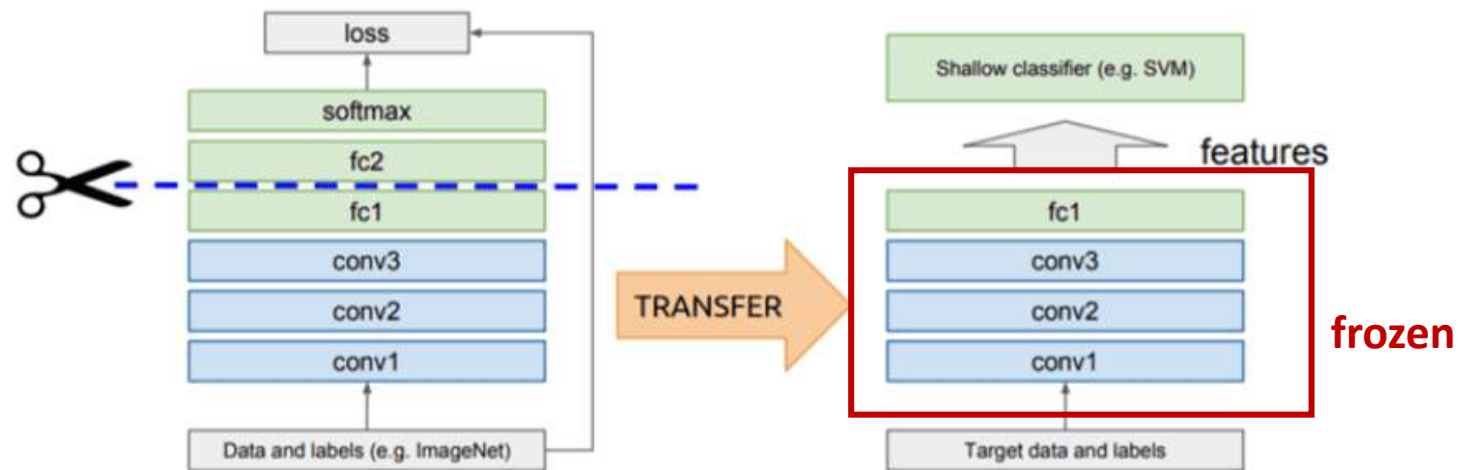 loss
softmax
fc2
fc1
conv3
conv2
conv1
Data and labels (e.g. ImageNet)
TRANSFER
Shallow classifier (e.g. SVM)
features
fc1
conv3
conv2
conv1
frozen
Target data and labels